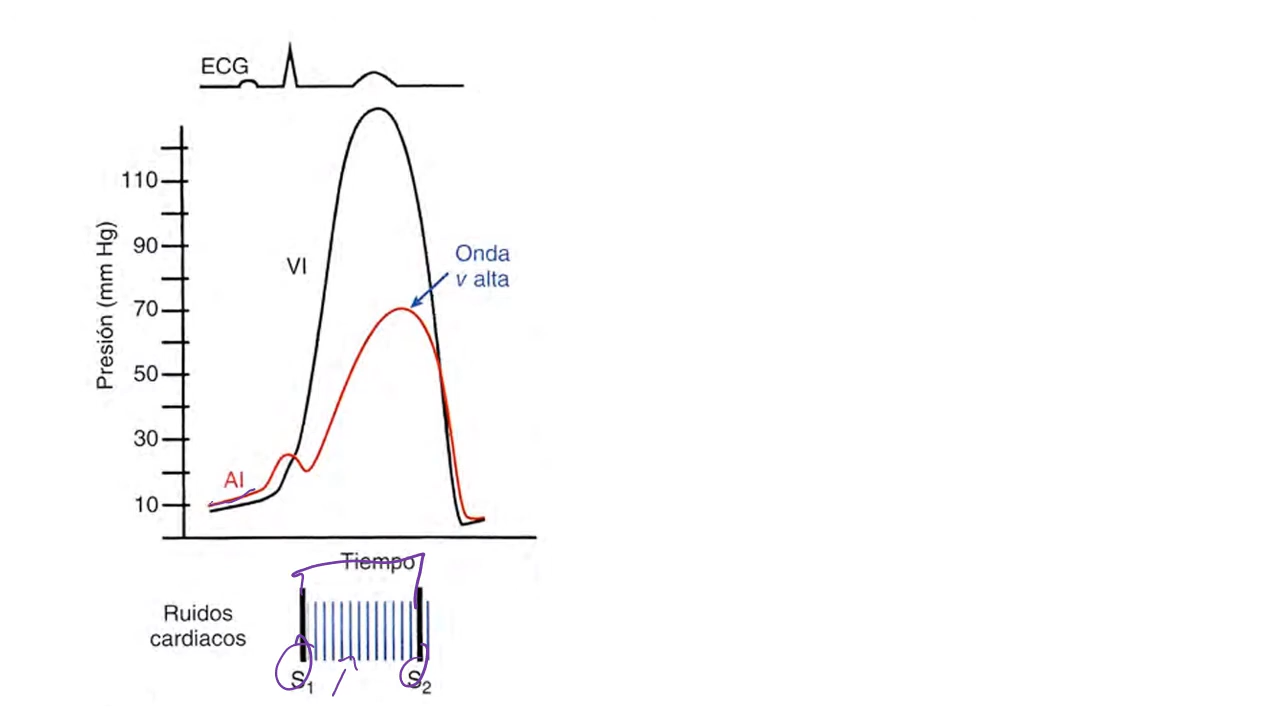 ECG
110
90
70
50
30
10
Presión (mm Hg)
VI
Onda
v alta
AI
Tiempo
Ruidos
cardiacos
S1
S2